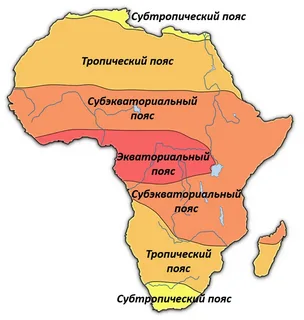 Субтропический пояс
Тропический пояс
Субэкваториальный
пояс
Экваториальный
пояс
Субэкваториальный
пояс
Тропический
пояс
Субтропический пояс